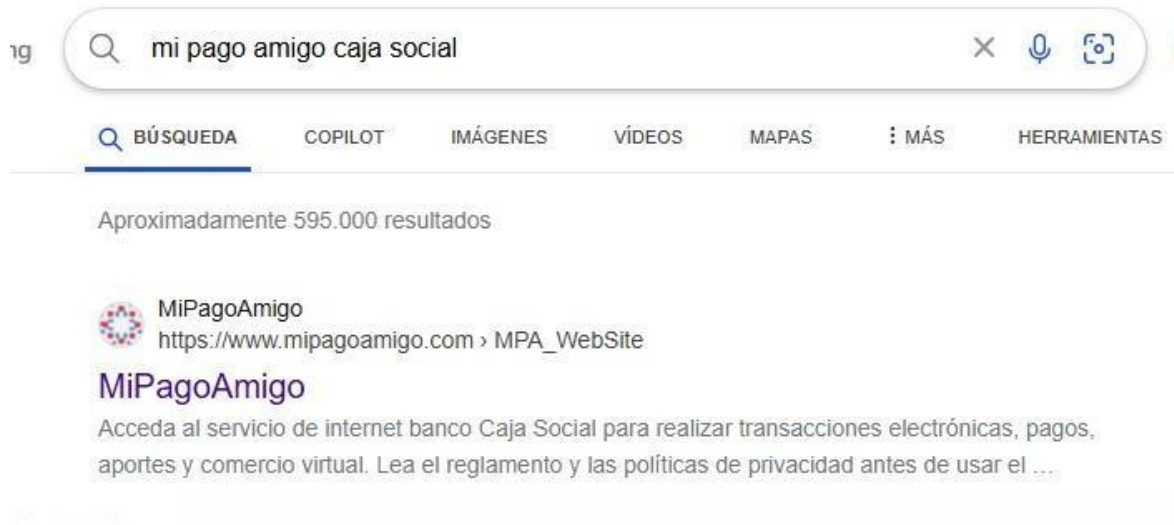 ng
mi pago amigo caja social
BÚSQUEDA COPILOT IMÁGENES VÍDEOS MAPAS MÁS HERRAMIENTAS
Aproximadamente 595.000 resultados
MiPagoAmigo
https://www.mipagoamigo.com › MPA_WebSite
MiPagoAmigo
Acceda al servicio de internet banco Caja Social para realizar transacciones electrónicas, pagos,
aportes y comercio virtual. Lea el reglamento y las políticas de privacidad antes de usar el ...